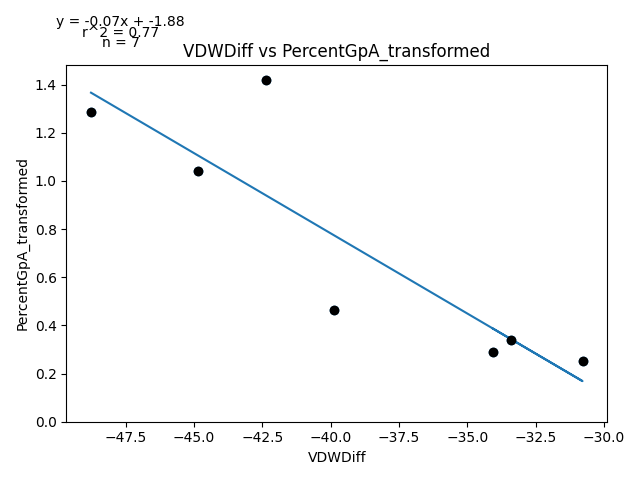 y = -0.07x + -1.88
r^2 = 0.77
n = 7
VDWDiff vs PercentGpA_transformed
1.4
1.2
1.0
0.8
0.6
0.4
0.2
0.0
PercentGpA_transformed
−47.5 −45.0 −42.5 −40.0 −37.5 −35.0 −32.5 −30.0
VDWDiff